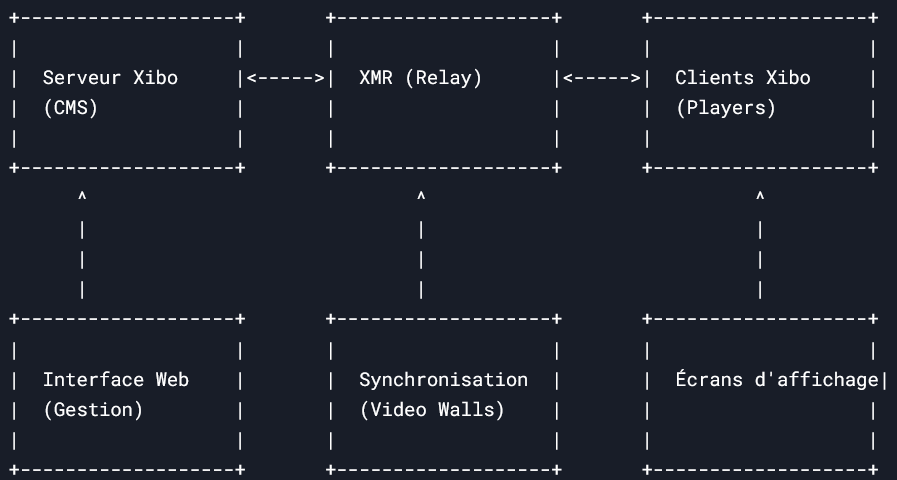 +-------------------+       +-------------------+       +-------------------+
|                   |       |                   |       |                   |
|  Serveur Xibo     |<----->|  XMR (Relay)      |<----->|  Clients Xibo     |
|  (CMS)            |       |                   |       |  (Players)        |
|                   |       |                   |       |                   |
+-------------------+       +-------------------+       +-------------------+
      ^                             ^                             ^
      |                             |                             |
      |                             |                             |
      |                             |                             |
+-------------------+       +-------------------+       +-------------------+
|                   |       |                   |       |                   |
|  Interface Web    |       |  Synchronisation  |       |  Écrans d'affichage|
|  (Gestion)        |       |  (Video Walls)    |       |                   |
|                   |       |                   |       |                   |
+-------------------+       +-------------------+       +-------------------+